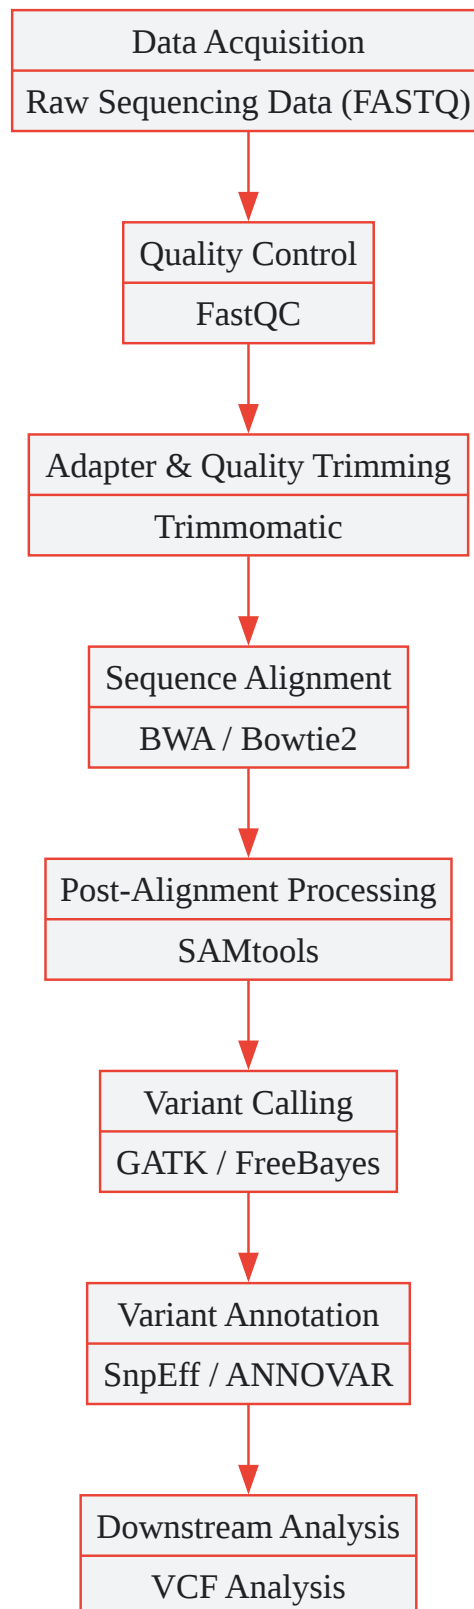 Data Acquisition
Raw Sequencing Data (FASTQ)
Quality Control
FastQC
Adapter & Quality Trimming
Trimmomatic
Sequence Alignment
BWA / Bowtie2
Post-Alignment Processing
SAMtools
Variant Calling
GATK / FreeBayes
Variant Annotation
SnpEff / ANNOVAR
Downstream Analysis
VCF Analysis